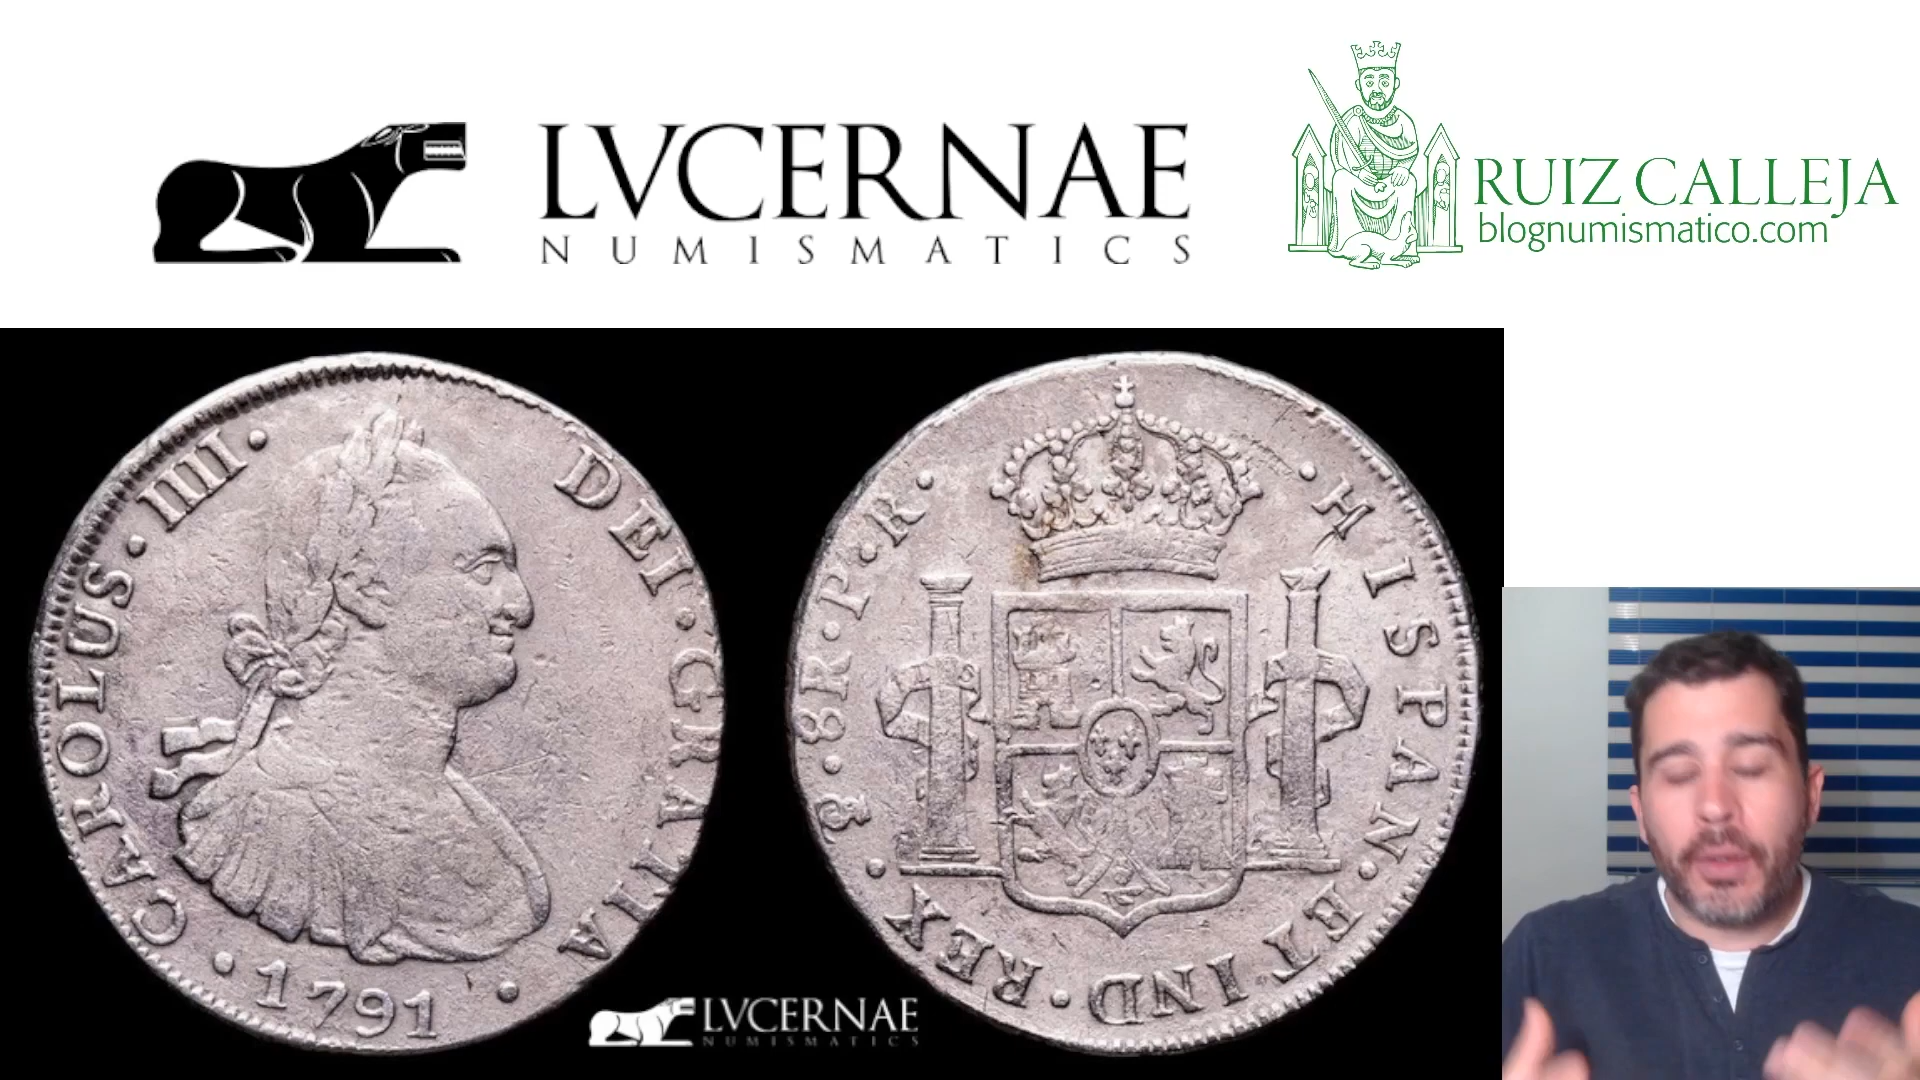 LVCERNAE
NUMISMATICS
RUIZ CALLEJA
blognumismatico.com
CAROLUS · IIII · DEI · GRATIA
· 1791 ·
· HISPAN · ET IND · REX · 8R · P · R ·
LVCERNAE
NUMISMATICS